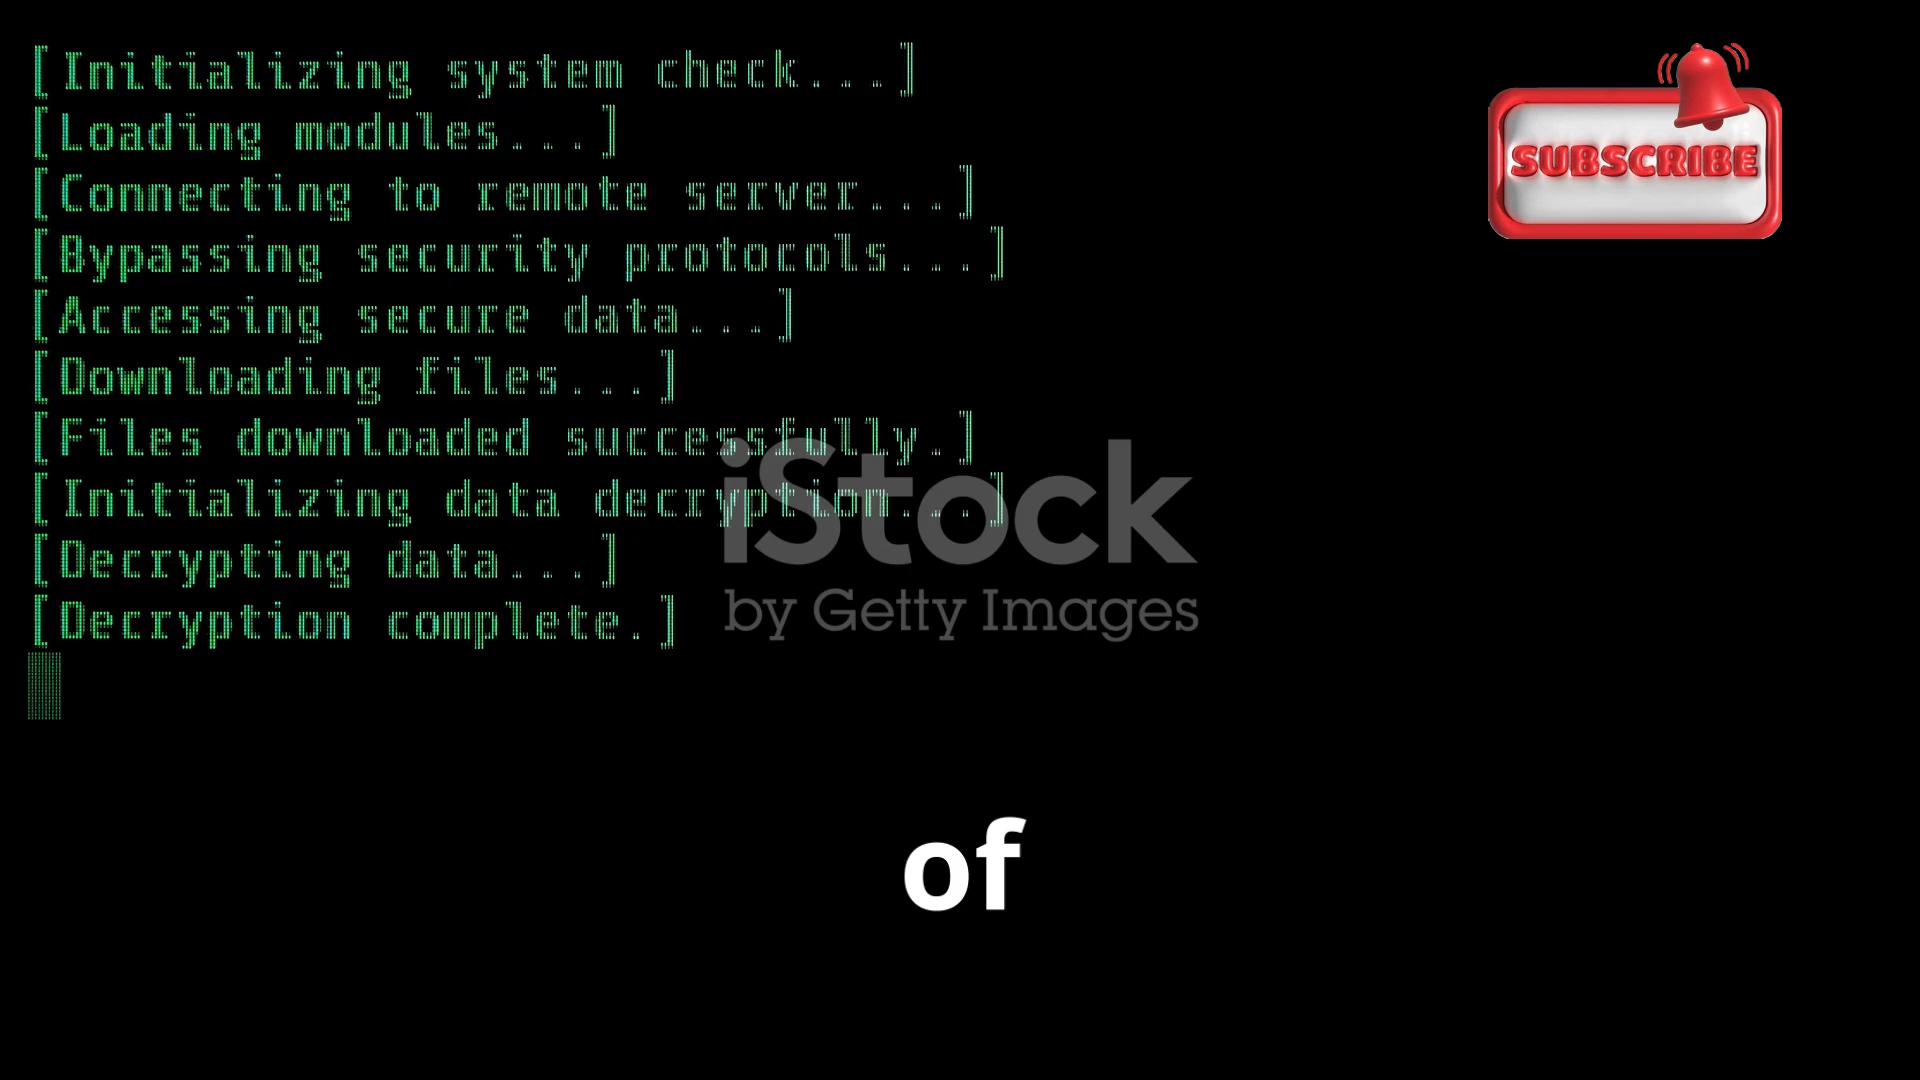 [Initializing system check...]
[Loading modules...]
[Connecting to remote server...]
[Bypassing security protocols...]
[Accessing secure data...]
[Downloading files...]
[Files downloaded successfully.]
[Initializing data decryption...]
[Decrypting data...]
[Decryption complete.]
SUBSCRIBE
iStock
by Getty Images
of